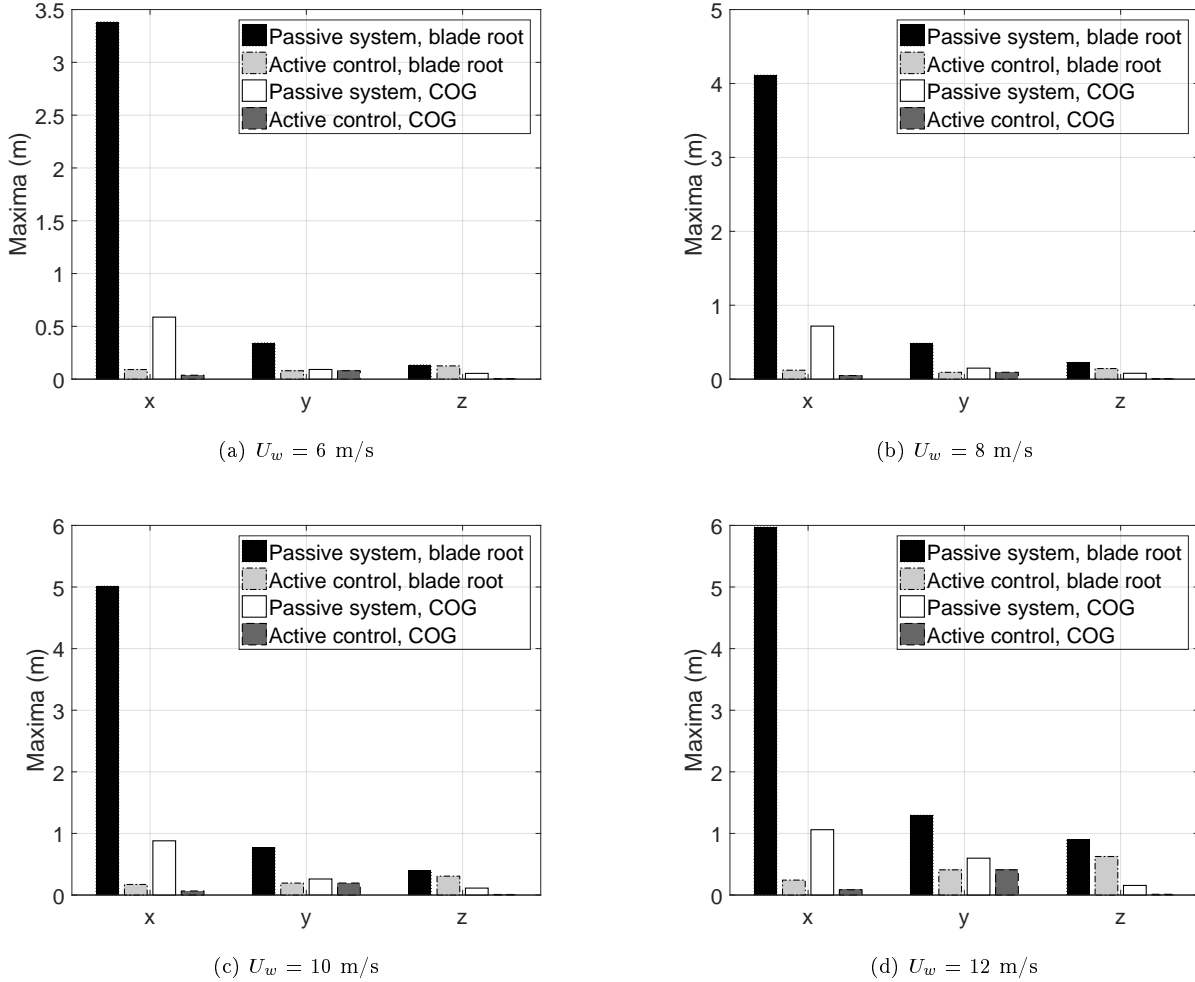 3.5
3
2.5
2
1.5
1
0.5
0
Maxima (m)
Passive system, blade root
Active control, blade root
Passive system, COG
Active control, COG
x y z
(a) U_w = 6 m/s
5
4
3
2
1
0
Maxima (m)
Passive system, blade root
Active control, blade root
Passive system, COG
Active control, COG
x y z
(b) U_w = 8 m/s
6
5
4
3
2
1
0
Maxima (m)
Passive system, blade root
Active control, blade root
Passive system, COG
Active control, COG
x y z
(c) U_w = 10 m/s
6
5
4
3
2
1
0
Maxima (m)
Passive system, blade root
Active control, blade root
Passive system, COG
Active control, COG
x y z
(d) U_w = 12 m/s